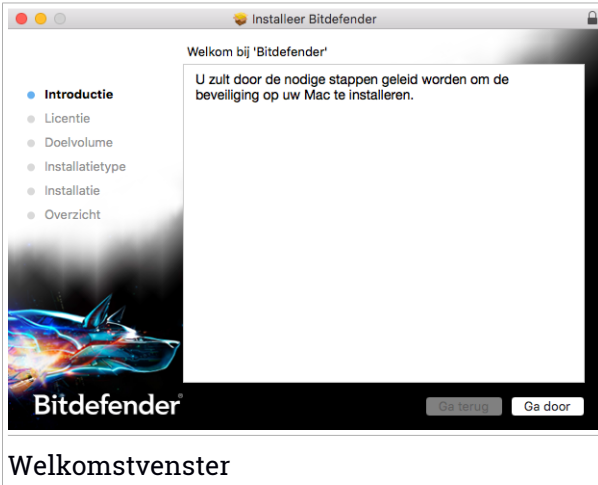 Installeer Bitdefender
Welkom bij 'Bitdefender'
Introductie
Licentie
Doelvolume
Installatietype
Installatie
Overzicht
U zult door de nodige stappen geleid worden om de
beveiliging op uw Mac te installeren.
Bitdefender
Ga terug
Ga door
Welkomstvenster